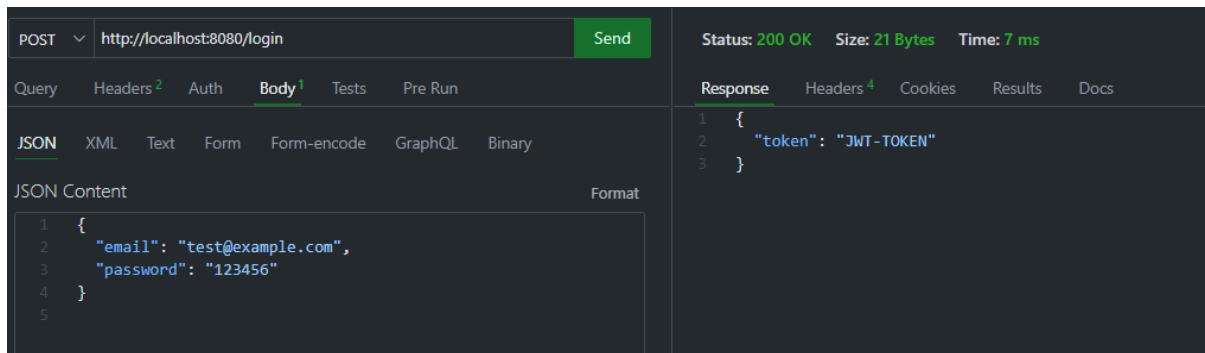 POST http://localhost:8080/login Send
Query Headers 2 Auth Body 1 Tests Pre Run
JSON XML Text Form Form-encode GraphQL Binary
JSON Content Format
1 {
2 "email": "test@example.com",
3 "password": "123456"
4 }
5
Status: 200 OK Size: 21 Bytes Time: 7 ms
Response Headers 4 Cookies Results Docs
1 {
2 "token": "JWT-TOKEN"
3 }